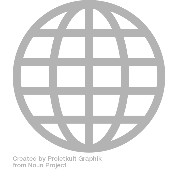 Created by Proletkult Graphik
from Noun Project